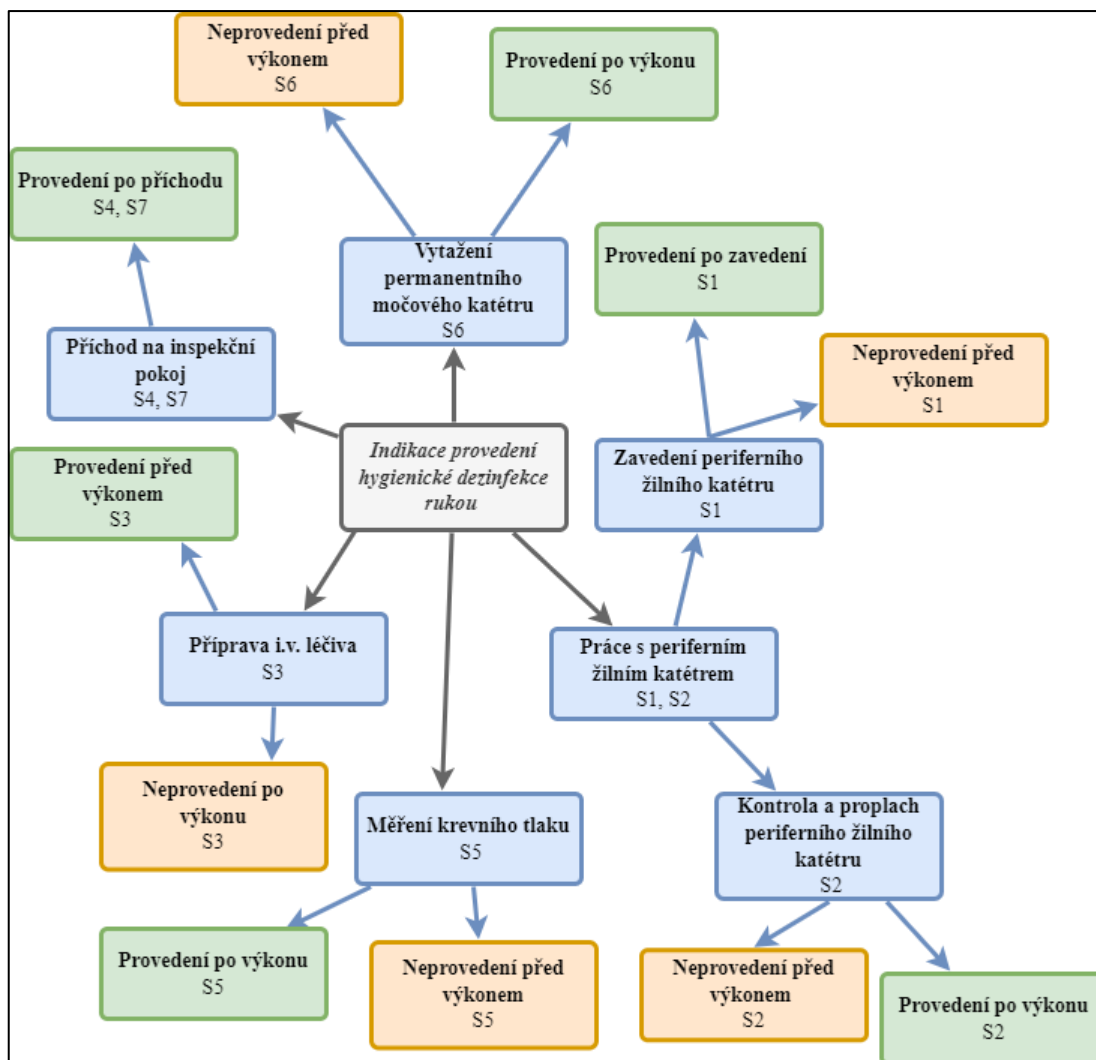 Neprovedení před
výkonem
S6
Provedení po výkonu
S6
Provedení po příchodu
S4, S7
Vytažení
permanentního
močového katétru
S6
Provedení po zavedení
S1
Příchod na inspekční
pokoj
S4, S7
Neprovedení před
výkonem
S1
Indikace provedení
hygienické dezinfekce
rukou
Zavedení periferního
žilního katétru
S1
Provedení před
výkonem
S3
Příprava i.v. léčiva
S3
Práce s periferním
žilním katétrem
S1, S2
Neprovedení po
výkonu
S3
Měření krevního tlaku
S5
Kontrola a proplach
periferního žilního
katétru
S2
Provedení po výkonu
S5
Neprovedení před
výkonem
S5
Neprovedení před
výkonem
S2
Provedení po výkonu
S2